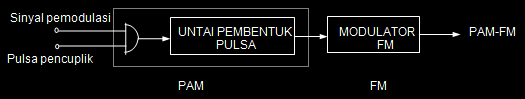 Sinyal pemodulasi
Pulsa pencuplik
UNTAI PEMBENTUK
PULSA
MODULATOR
FM
PAM-FM
PAM
FM